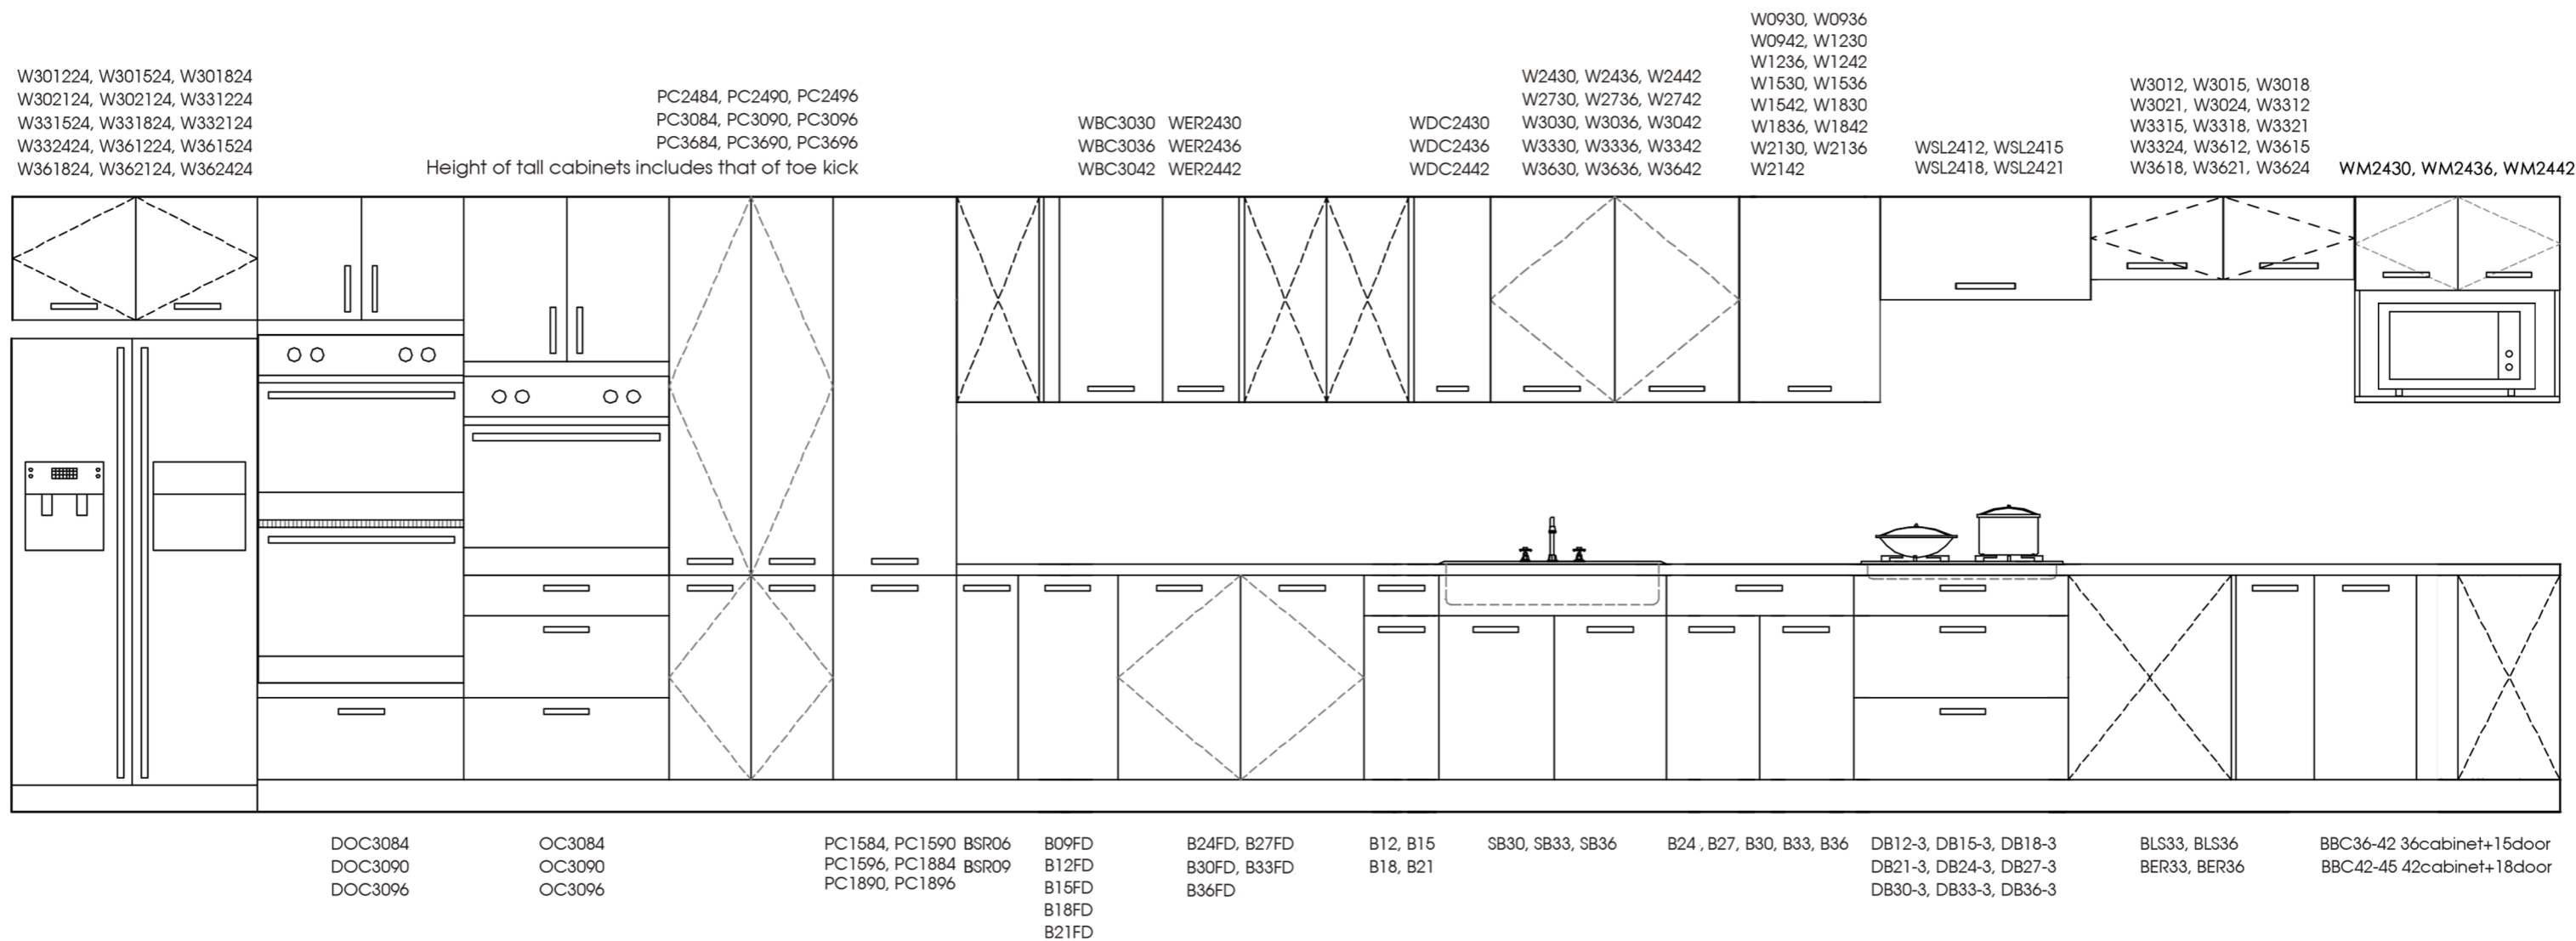 W301224, W301524, W301824
W302124, W302124, W331224
W331524, W331824, W332124
W332424, W361224, W361524
W361824, W362124, W362424
PC2484, PC2490, PC2496
PC3084, PC3090, PC3096
PC3684, PC3690, PC3696
Height of tall cabinets includes that of toe kick
WBC3030
WBC3036
WBC3042
WER2430
WER2436
WER2442
WDC2430
WDC2436
WDC2442
W2430, W2436, W2442
W2730, W2736, W2742
W3030, W3036, W3042
W3330, W3336, W3342
W3630, W3636, W3642
W0930, W0936
W0942, W1230
W1236, W1242
W1530, W1536
W1542, W1830
W1836, W1842
W2130, W2136
W2142
WSL2412, WSL2415
WSL2418, WSL2421
W3012, W3015, W3018
W3021, W3024, W3312
W3315, W3318, W3321
W3324, W3612, W3615
W3618, W3621, W3624
WM2430, WM2436, WM2442
DOC3084
DOC3090
DOC3096
OC3084
OC3090
OC3096
PC1584, PC1590
PC1596, PC1884
PC1890, PC1896
BSR06
BSR09
B09FD
B12FD
B15FD
B18FD
B21FD
B24FD, B27FD
B30FD, B33FD
B36FD
B12, B15
B18, B21
SB30, SB33, SB36
B24 , B27, B30, B33, B36
DB12-3, DB15-3, DB18-3
DB21-3, DB24-3, DB27-3
DB30-3, DB33-3, DB36-3
BLS33, BLS36
BER33, BER36
BBC36-42 36cabinet+15door
BBC42-45 42cabinet+18door